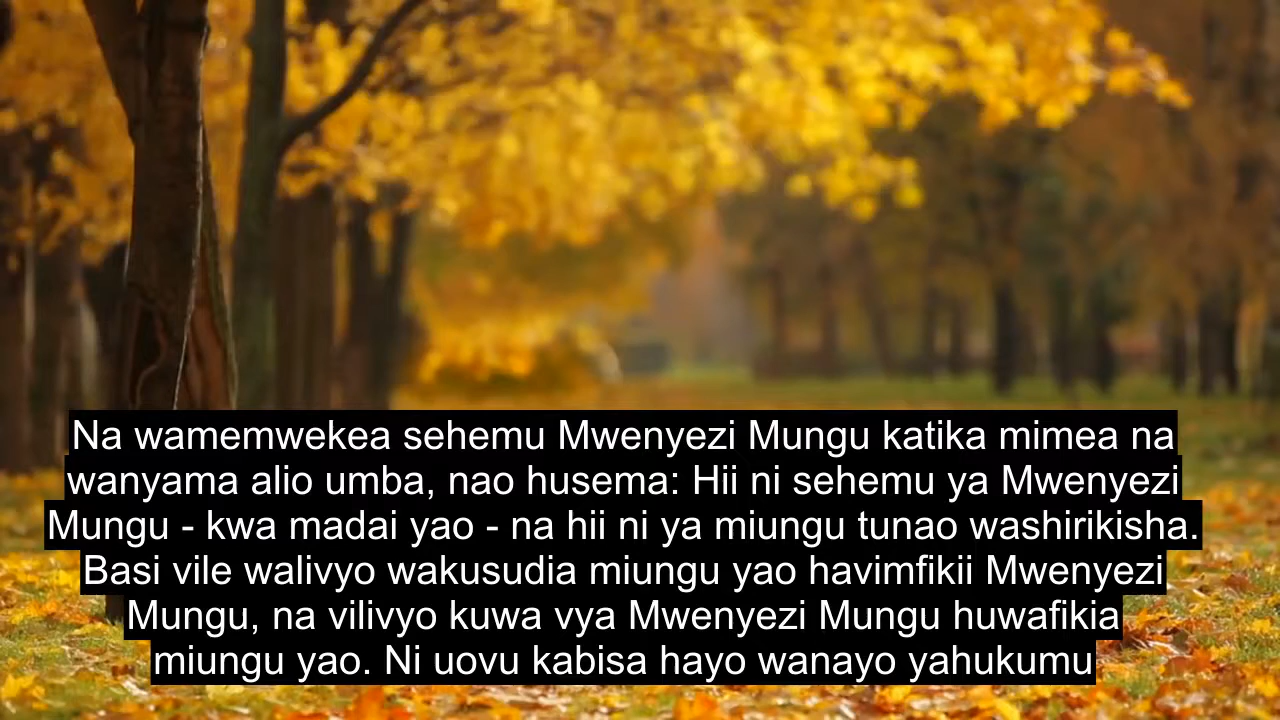 Na wamemwekea sehemu Mwenyezi Mungu katika mimea na
wanyama alio umba, nao husema: Hii ni sehemu ya Mwenyezi
Mungu - kwa madai yao - na hii ni ya miungu tunao washirikisha.
Basi vile walivyo wakusudia miungu yao havimfikii Mwenyezi
Mungu, na vilivyo kuwa vya Mwenyezi Mungu huwafikia
miungu yao. Ni uovu kabisa hayo wanayo yahukumu